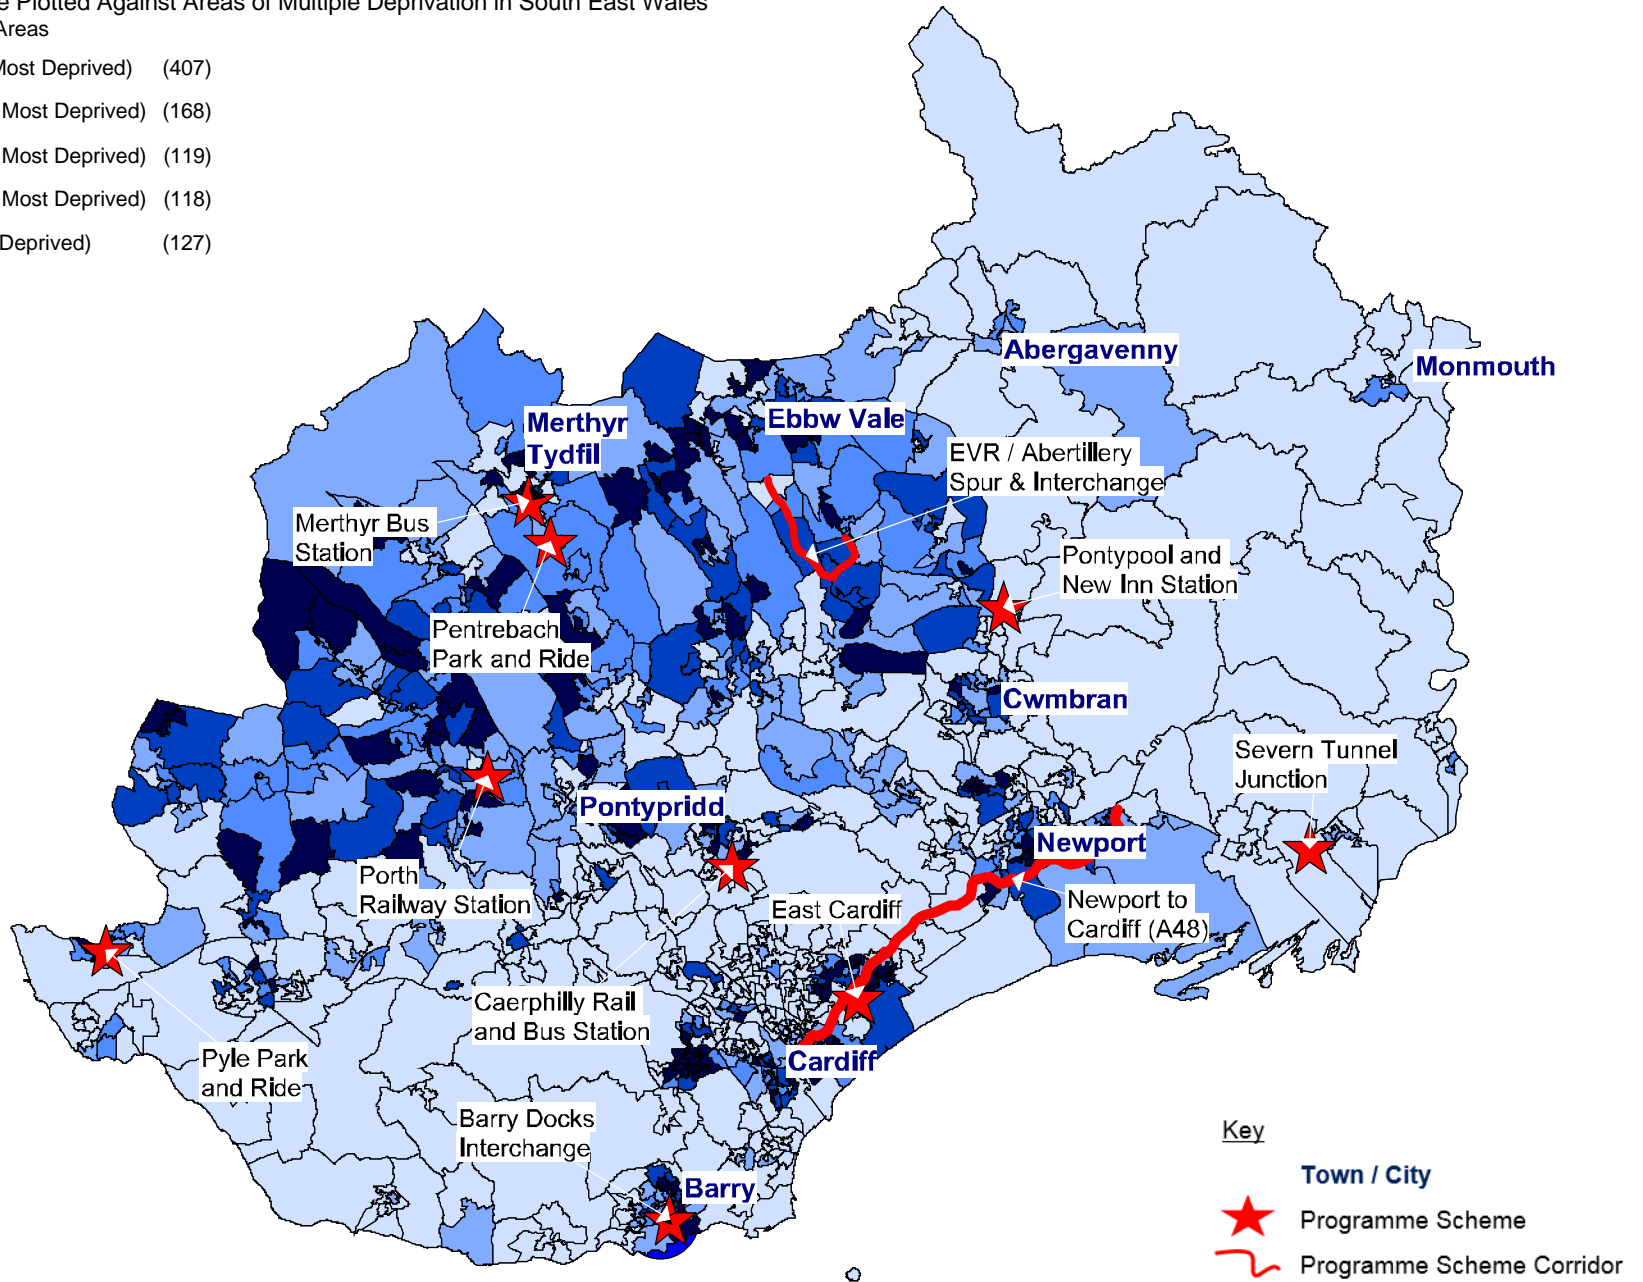 e Plotted Against Areas of Multiple Deprivation in South East Wales
Areas
Most Deprived) (407)
Most Deprived) (168)
Most Deprived) (119)
Most Deprived) (118)
Deprived) (127)
Abergavenny
Monmouth
Merthyr
Tydfil
Ebbw Vale
EVR / Abertillery
Spur & Interchange
Merthyr Bus
Station
Pontypool and
New Inn Station
Pentrebach
Park and Ride
Cwmbran
Severn Tunnel
Junction
Pontypridd
Newport
Porth
Railway Station
East Cardiff
Newport to
Cardiff (A48)
Caerphilly Rail
and Bus Station
Pyle Park
and Ride
Cardiff
Barry Docks
Interchange
Barry
Key
Town / City
Programme Scheme
Programme Scheme Corridor